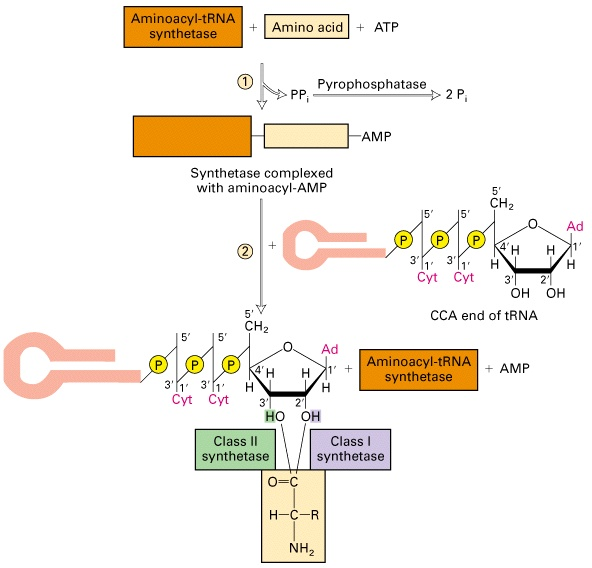 Aminoacyl-tRNA
synthetase
+ Amino acid + ATP
1
PPi Pyrophosphatase 2 Pi
AMP
Synthetase complexed
with aminoacyl-AMP
2
+
P P P
5′ 5′ 5′
CH2
O
Ad
4′ 1′
H H H H
3′ 2′
OH OH
3′ 1′ 3′ 1′
Cyt Cyt
CCA end of tRNA
P P P
5′ 5′ 5′
CH2
O
Ad
4′ 1′
H H H H
3′ 2′
HO OH
3′ 1′ 3′ 1′
Cyt Cyt
+ Aminoacyl-tRNA
synthetase
+ AMP
Class II
synthetase
Class I
synthetase
O=C
H–C–R
NH2